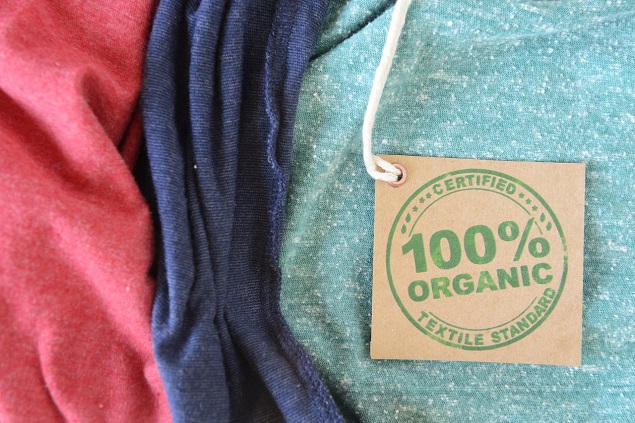 CERTIFIED
100%
ORGANIC
TEXTILE STANDARD